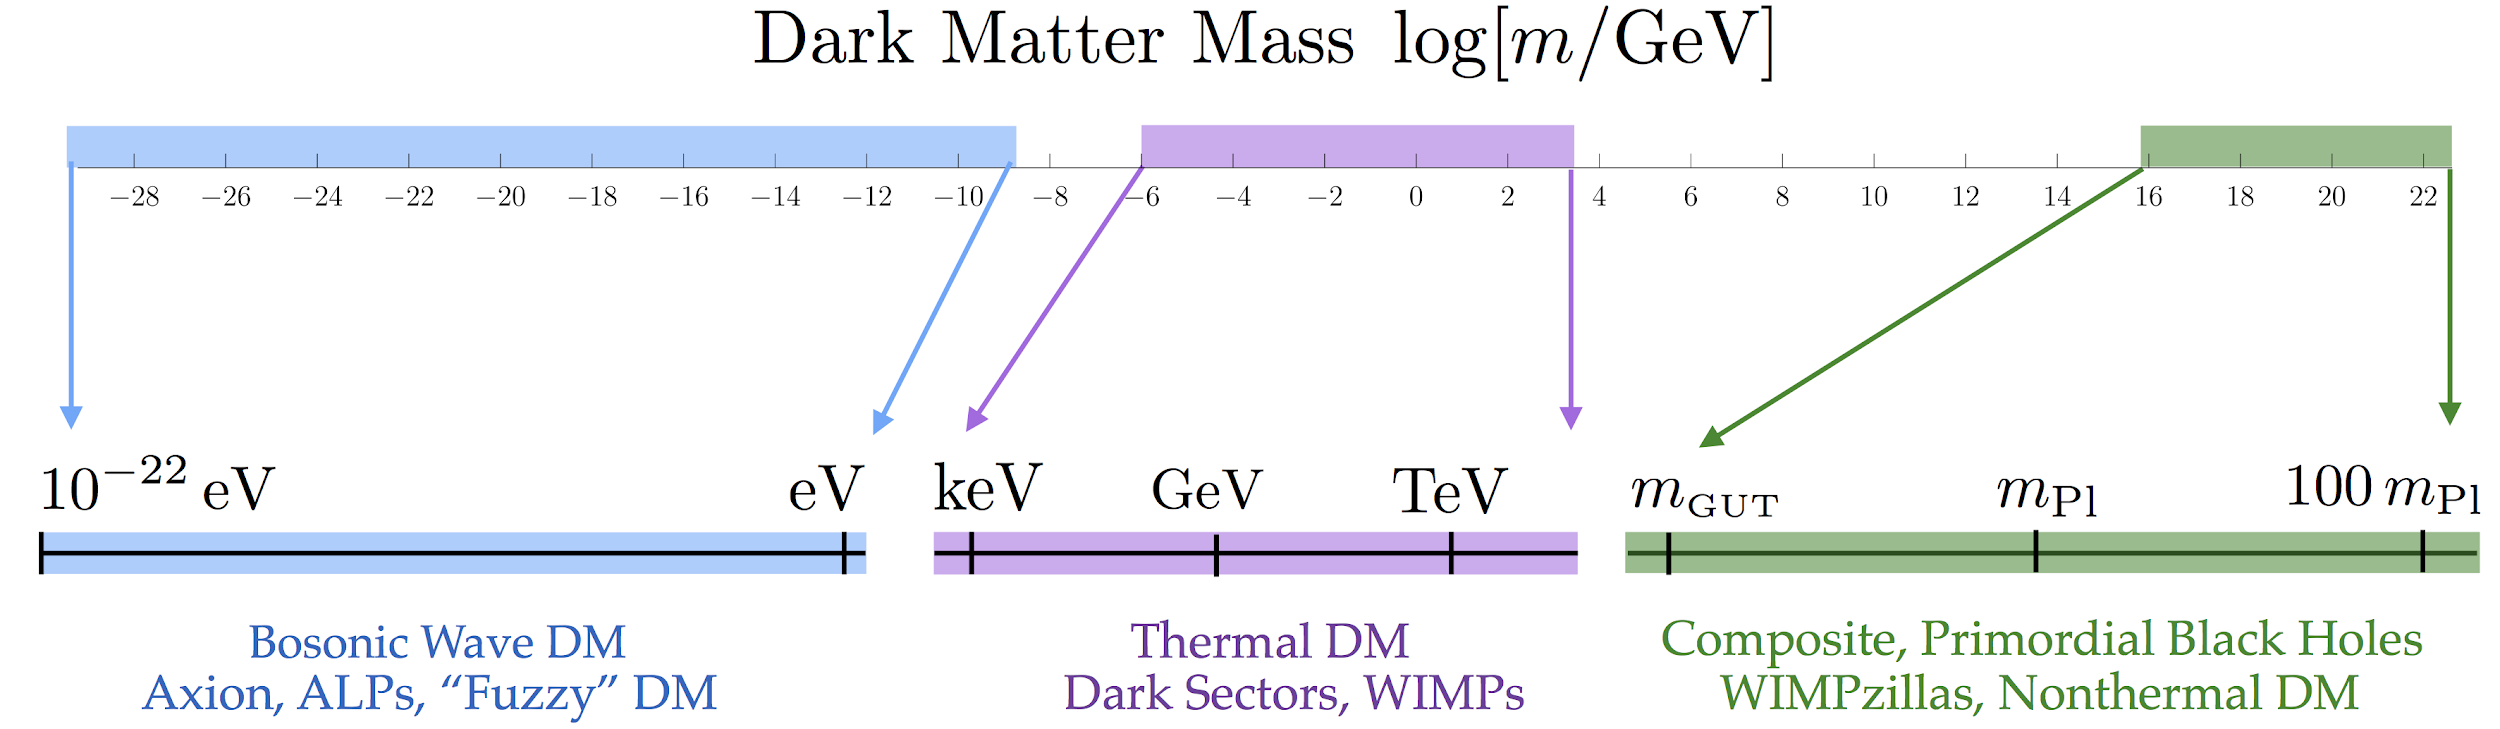 Dark Matter Mass log[m/GeV]
−28 −26 −24 −22 −20 −18 −16 −14 −12 −10 −8 −6 −4 −2 0 2 4 6 8 10 12 14 16 18 20 22
10⁻²² eV eV keV GeV TeV m_GUT m_Pl 100 m_Pl
Bosonic Wave DM
Axion, ALPs, “Fuzzy” DM
Thermal DM
Dark Sectors, WIMPs
Composite, Primordial Black Holes
WIMPzillas, Nonthermal DM